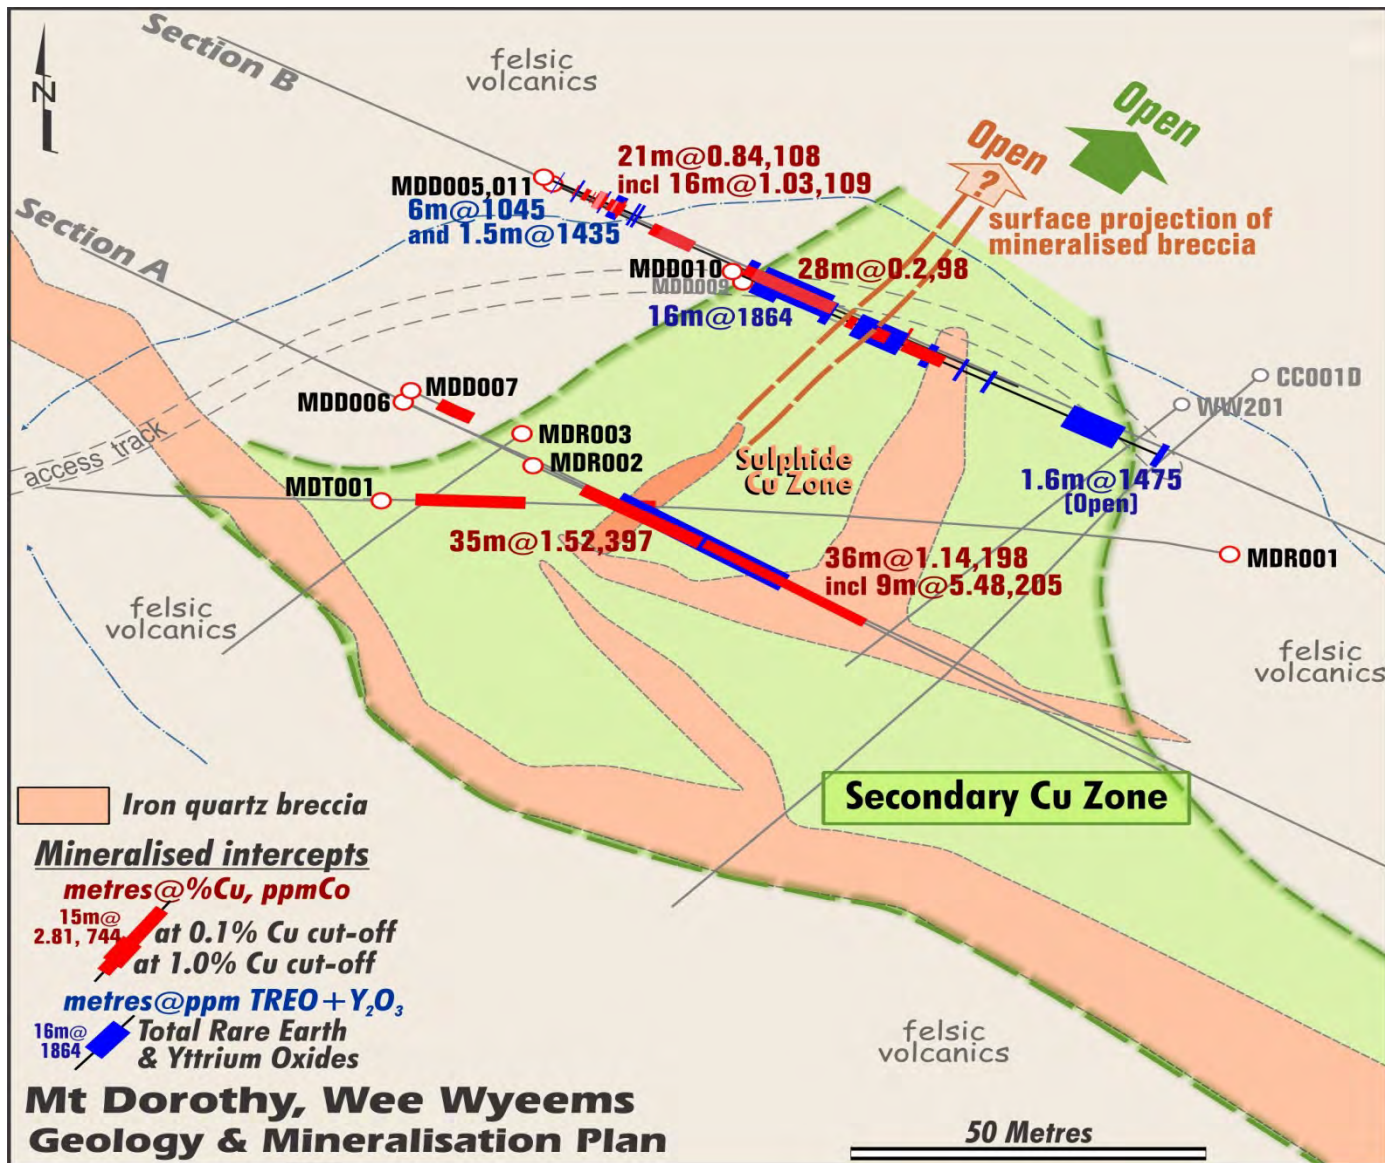 Section B
felsic
volcanics
N
Open
Open
?
21m@0.84,108
incl 16m@1.03,109
MDD005,011
6m@1045
and 1.5m@1435
surface projection of
mineralised breccia
Section A
MDD010
MDD009
28m@0.2,98
16m@1864
MDD007
MDD006
CC001D
WW201
MDR003
MDR002
access track
MDT001
Sulphide
Cu Zone
1.6m@1475
(Open)
35m@1.52,397
36m@1.14,198
incl 9m@5.48,205
MDR001
felsic
volcanics
felsic
volcanics
Secondary Cu Zone
Iron quartz breccia
Mineralised intercepts
metres@%Cu, ppmCo
15m@
2.81, 744
at 0.1% Cu cut-off
at 1.0% Cu cut-off
metres@ppm TREO+Y₂O₃
16m@
1864
Total Rare Earth
& Yttrium Oxides
felsic
volcanics
Mt Dorothy, Wee Wyeems
Geology & Mineralisation Plan
50 Metres